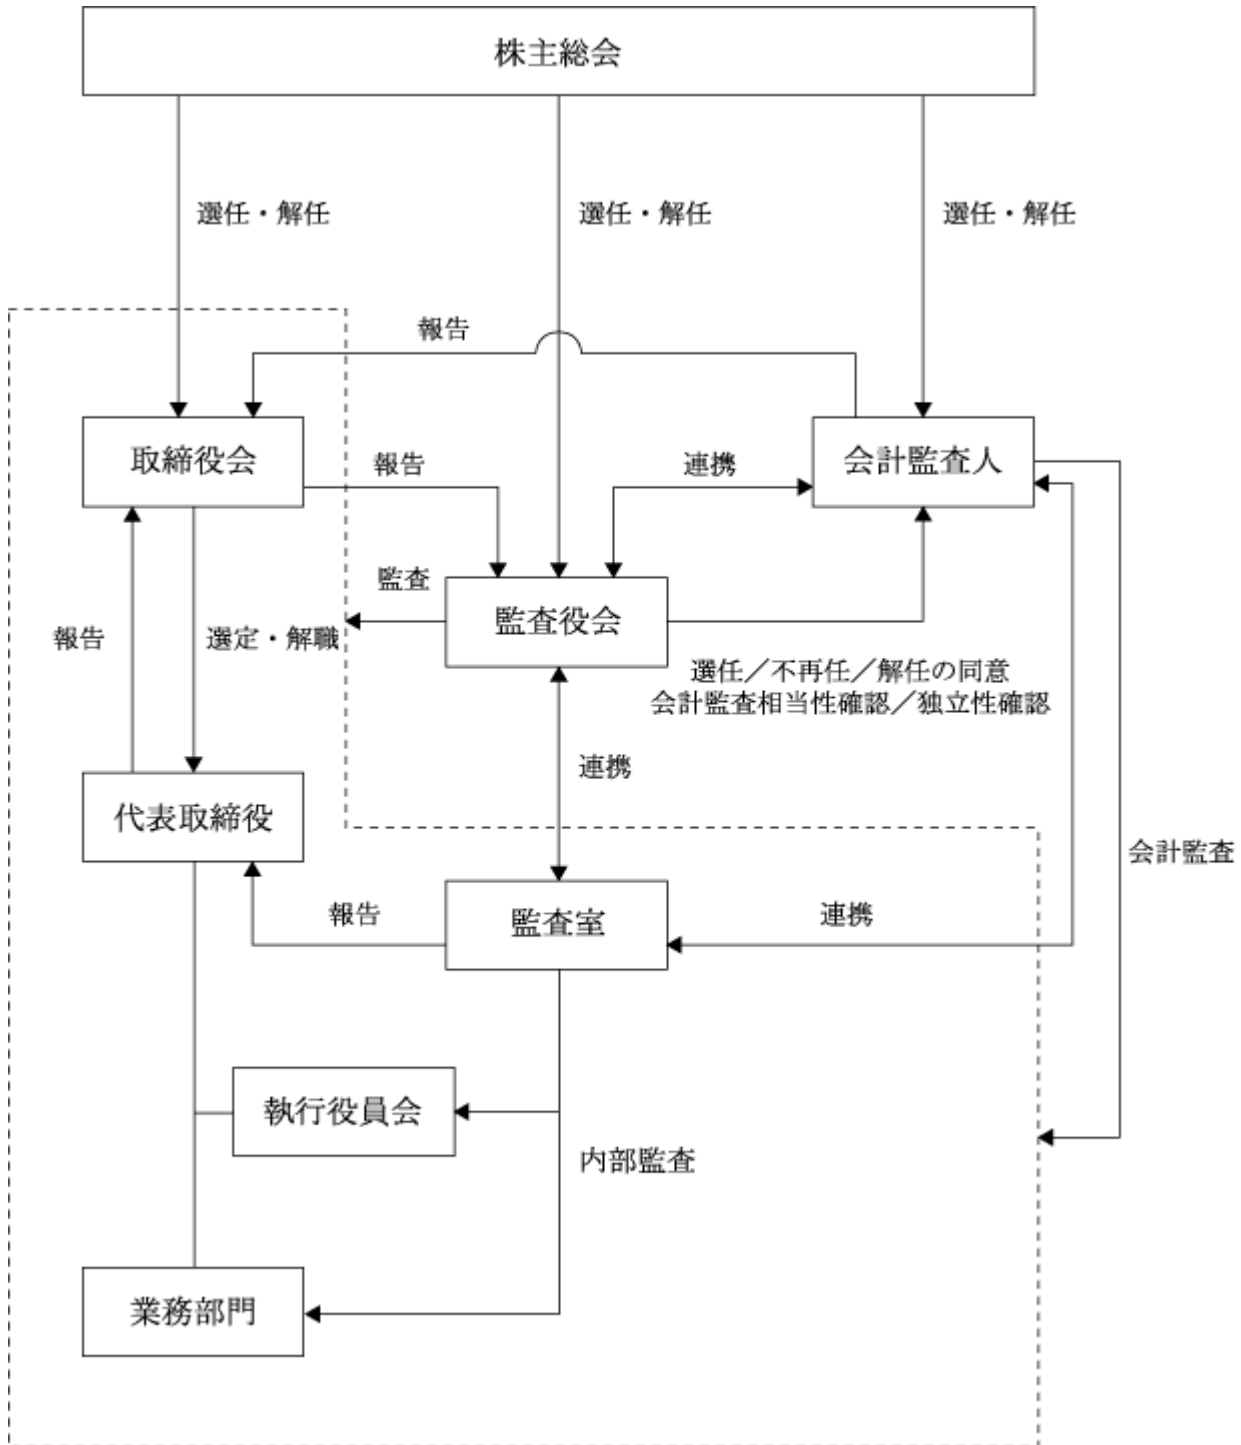 株主総会
選任・解任
選任・解任
選任・解任
報告
取締役会
会計監査人
報告
連携
監査
監査役会
報告
選定・解職
選任／不再任／解任の同意
会計監査相当性確認／独立性確認
連携
代表取締役
会計監査
報告
監査室
連携
執行役員会
内部監査
業務部門